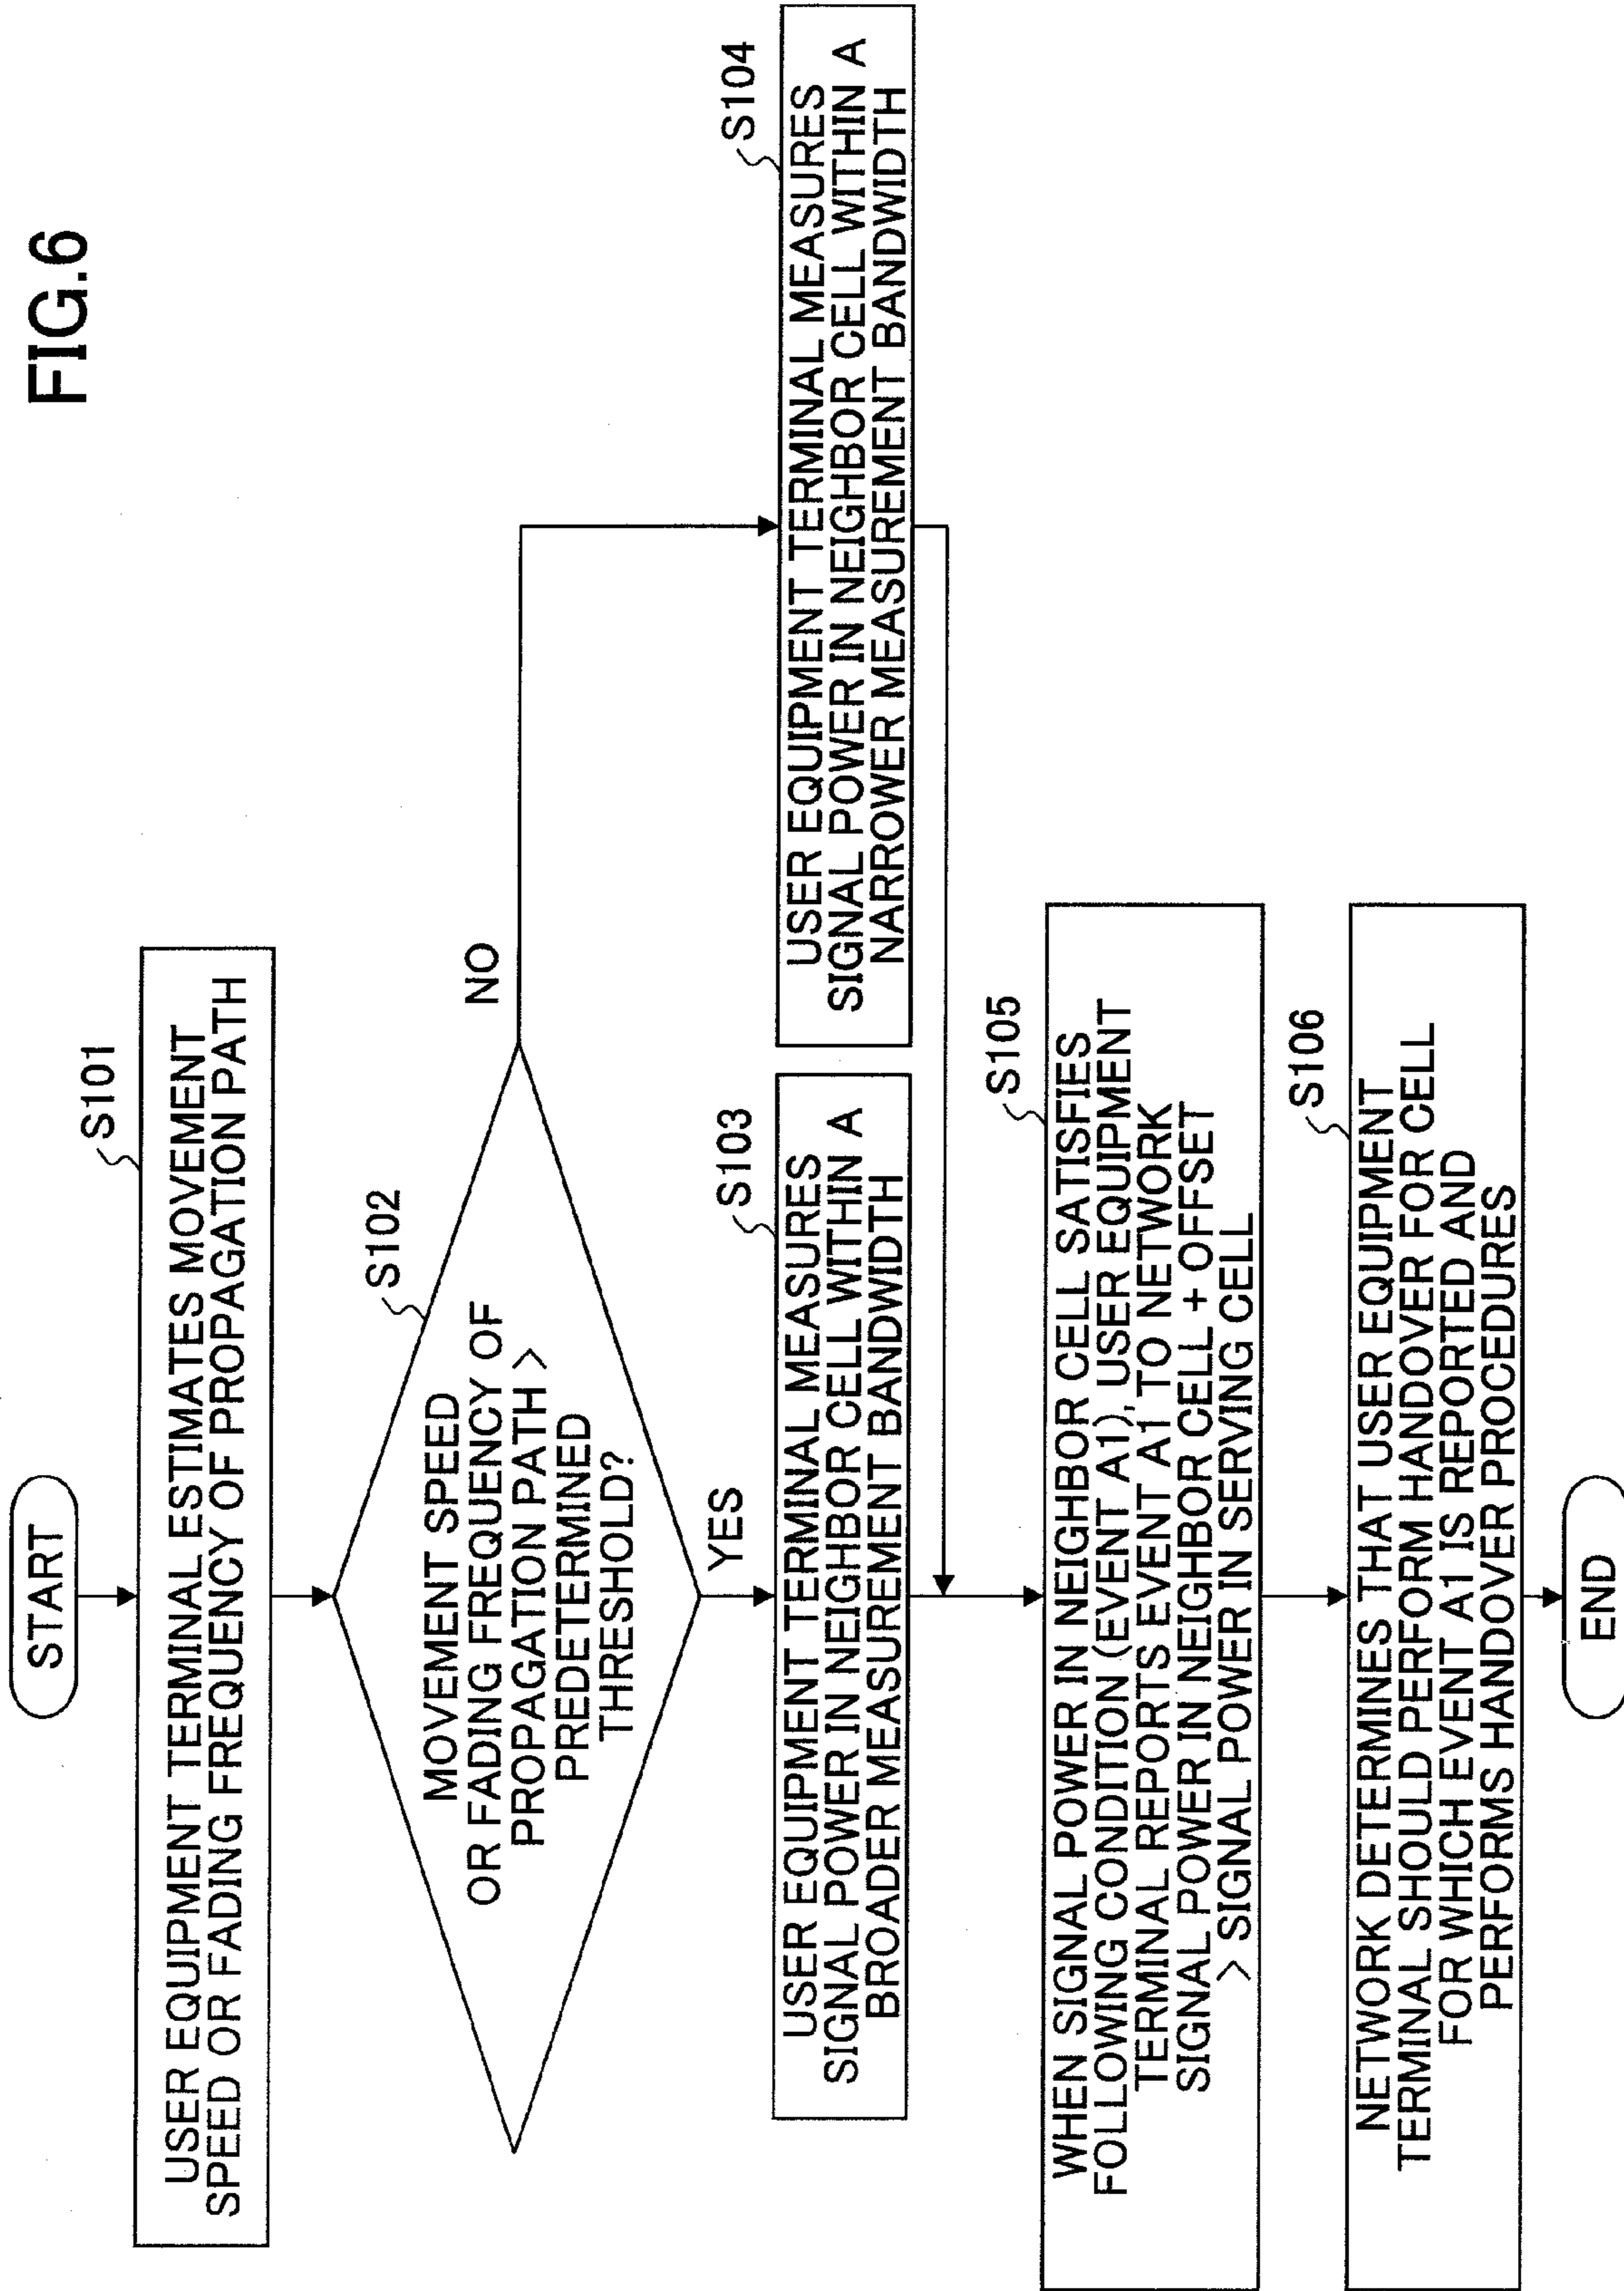 FIG.6
START
S101
USER EQUIPMENT TERMINAL ESTIMATES MOVEMENT
SPEED OR FADING FREQUENCY OF PROPAGATION PATH
S102
MOVEMENT SPEED
OR FADING FREQUENCY OF
PROPAGATION PATH >
PREDETERMINED
THRESHOLD?
NO
YES
S103
USER EQUIPMENT TERMINAL MEASURES
SIGNAL POWER IN NEIGHBOR CELL WITHIN A
BROADER MEASUREMENT BANDWIDTH
S104
USER EQUIPMENT TERMINAL MEASURES
SIGNAL POWER IN NEIGHBOR CELL WITHIN A
NARROWER MEASUREMENT BANDWIDTH
S105
WHEN SIGNAL POWER IN NEIGHBOR CELL SATISFIES
FOLLOWING CONDITION (EVENT A1), USER EQUIPMENT
TERMINAL REPORTS EVENT A1 TO NETWORK
SIGNAL POWER IN NEIGHBOR CELL + OFFSET
> SIGNAL POWER IN SERVING CELL
S106
NETWORK DETERMINES THAT USER EQUIPMENT
TERMINAL SHOULD PERFORM HANDOVER FOR CELL
FOR WHICH EVENT A1 IS REPORTED AND
PERFORMS HANDOVER PROCEDURES
END